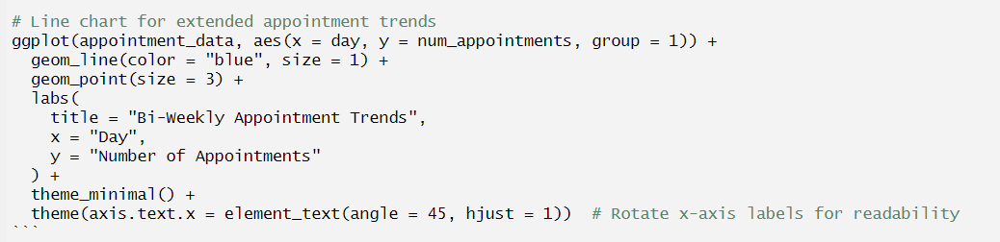 # Line chart for extended appointment trends
ggplot(appointment_data, aes(x = day, y = num_appointments, group = 1)) +
  geom_line(color = "blue", size = 1) +
  geom_point(size = 3) +
  labs(
    title = "Bi-Weekly Appointment Trends",
    x = "Day",
    y = "Number of Appointments"
  ) +
  theme_minimal() +
  theme(axis.text.x = element_text(angle = 45, hjust = 1))  # Rotate x-axis labels for readability
```